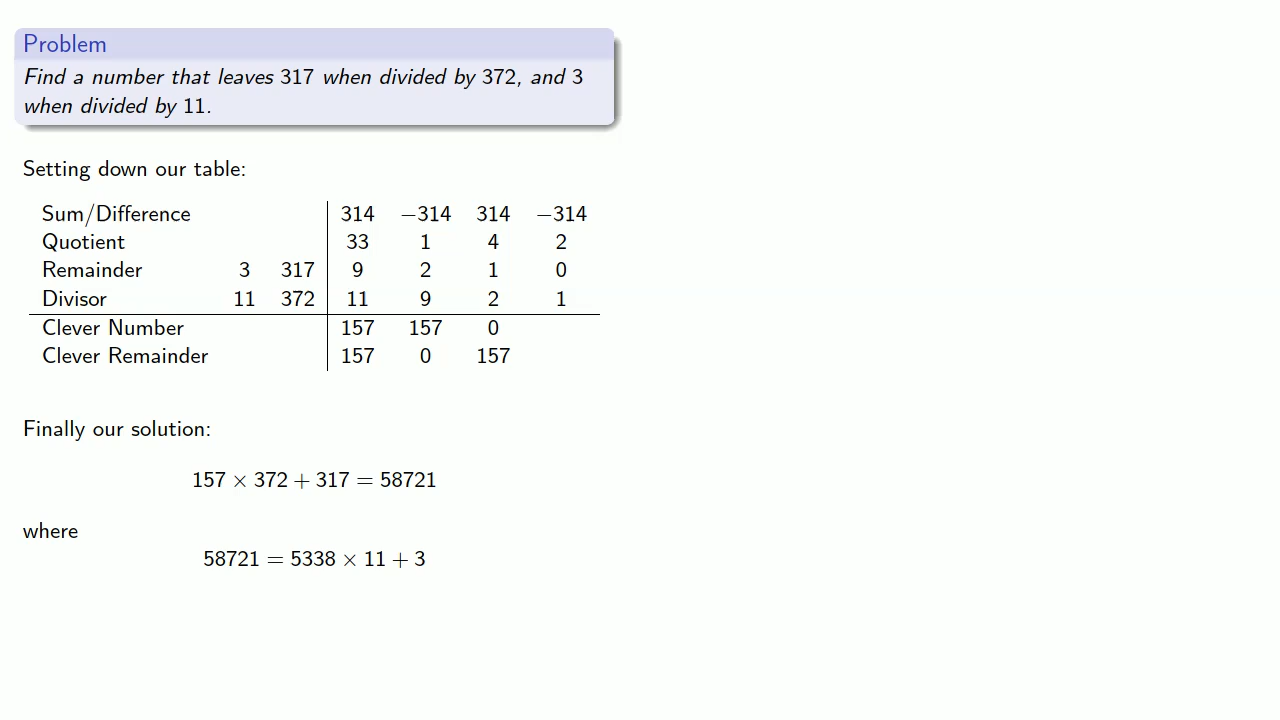 Problem
Find a number that leaves 317 when divided by 372, and 3
when divided by 11.
Setting down our table:
Sum/Difference 314 −314 314 −314
Quotient 33 1 4 2
Remainder 3 317 9 2 1 0
Divisor 11 372 11 9 2 1
Clever Number 157 157 0
Clever Remainder 157 0 157
Finally our solution:
157 × 372 + 317 = 58721
where
58721 = 5338 × 11 + 3